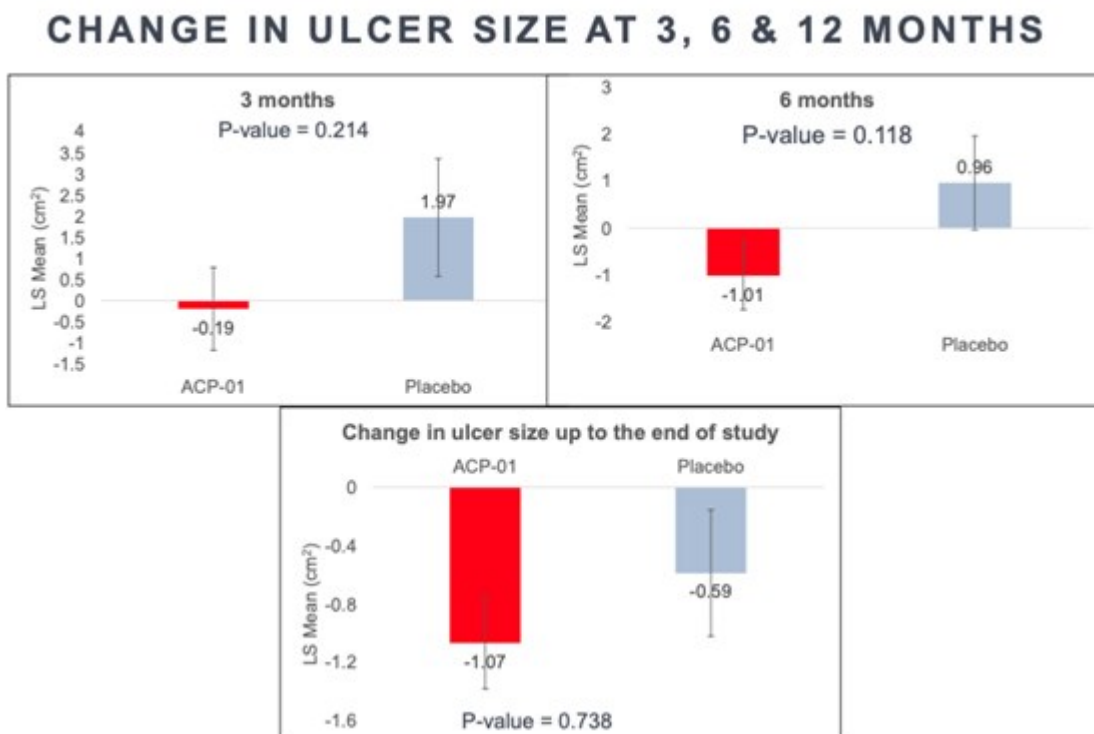 CHANGE IN ULCER SIZE AT 3, 6 & 12 MONTHS
3 months
P-value = 0.214
LS Mean (cm²)
4
3.5
3
2.5
2
1.5
1
0.5
0
-0.5
-1
-1.5
-0.19
1.97
ACP-01
Placebo
6 months
P-value = 0.118
LS Mean (cm²)
3
2
1
0
-1
-2
-1.01
0.96
ACP-01
Placebo
Change in ulcer size up to the end of study
ACP-01
Placebo
LS Mean (cm²)
0
-0.4
-0.8
-1.2
-1.6
-1.07
-0.59
P-value = 0.738